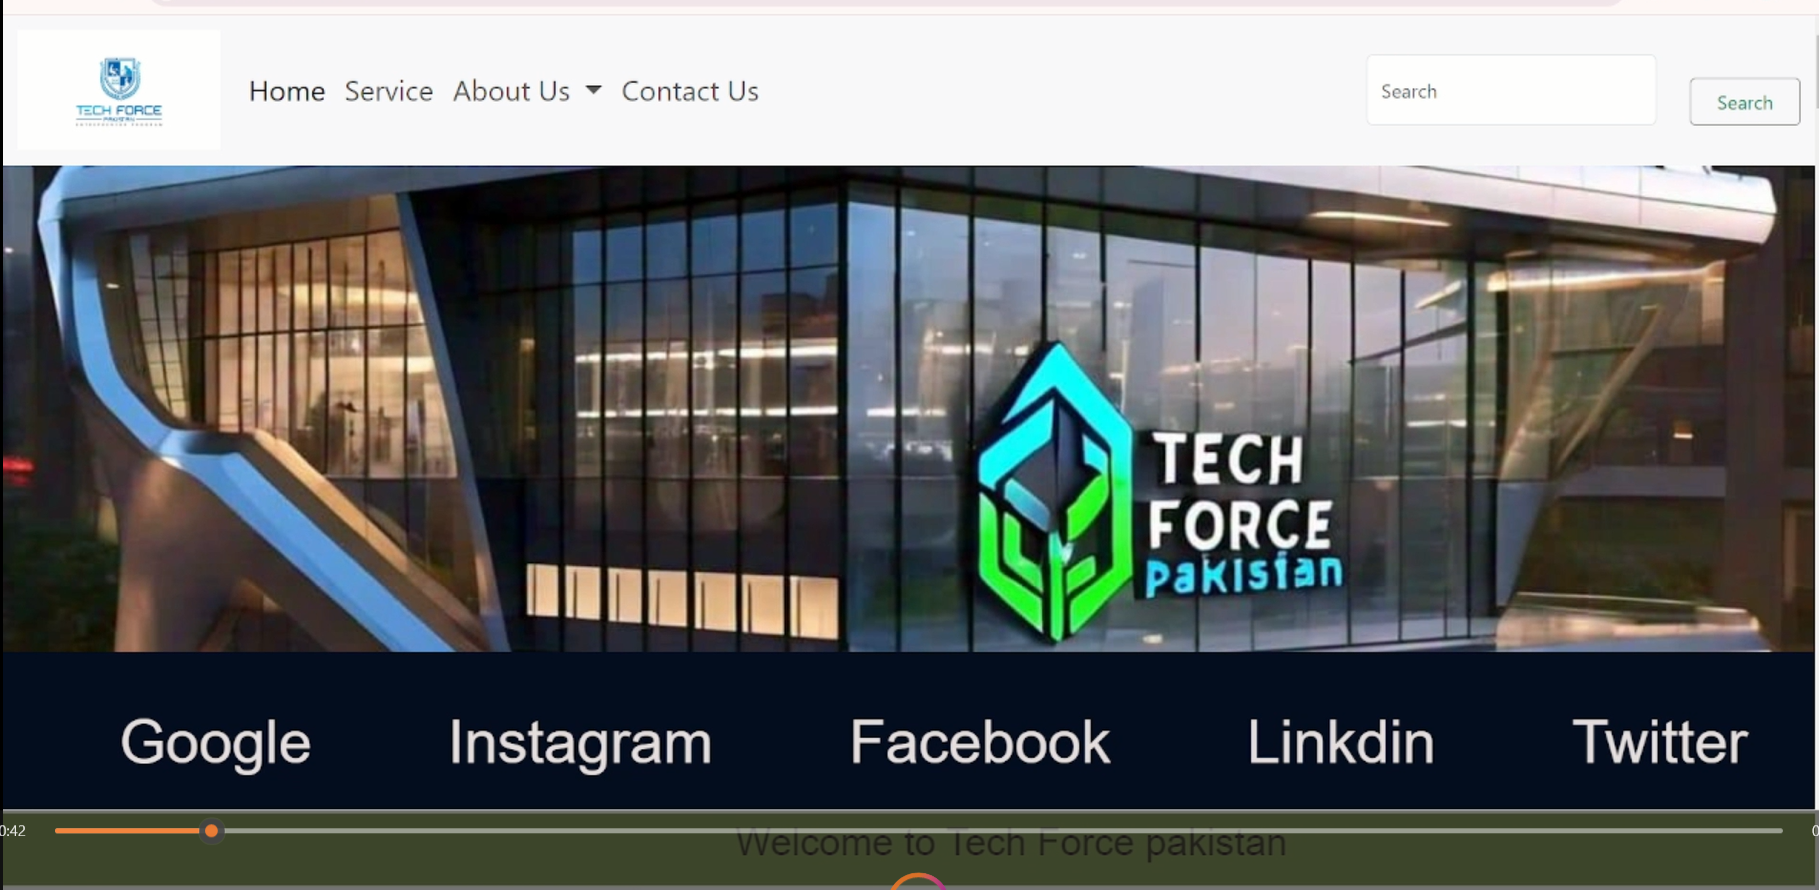 TECH FORCE
Home Service About Us Contact Us
Search
Search
TECH
FORCE
pakistan
Google Instagram Facebook Linkdin Twitter
0:42
Welcome to Tech Force pakistan